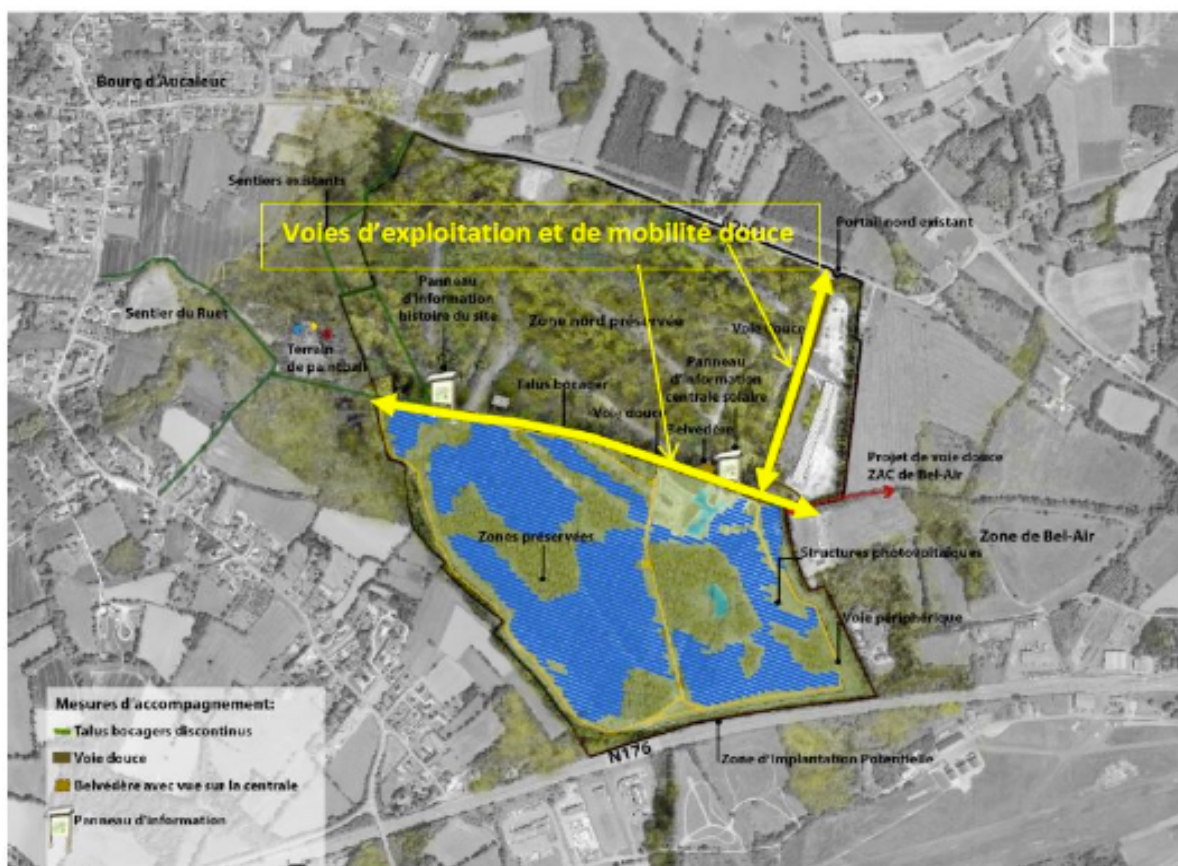 Bourg d'Aucaleuc
Sentiers existants
Voies d'exploitation et de mobilité douce
Portail nord existant
Panneau
d'information
histoire du site
Sentier du Ruet
Zone nord préservée
Voie douce
Terrain
de paintball
Panneau
d'information
centrale solaire
Talus bocager
Voie douce
Belvédère
Projet de voie douce
ZAC de Bel-Air
Zones préservées
Zone de Bel-Air
Structures photovoltaïques
Voie périphérique
Mesures d'accompagnement:
Talus bocagers discontinus
Voie douce
Belvédère avec vue sur la centrale
Panneau d'information
N176
Zone d'Implantation Potentielle